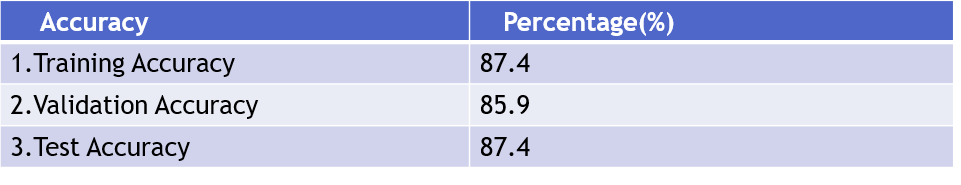 Accuracy Percentage(%)
1.Training Accuracy 87.4
2.Validation Accuracy 85.9
3.Test Accuracy 87.4